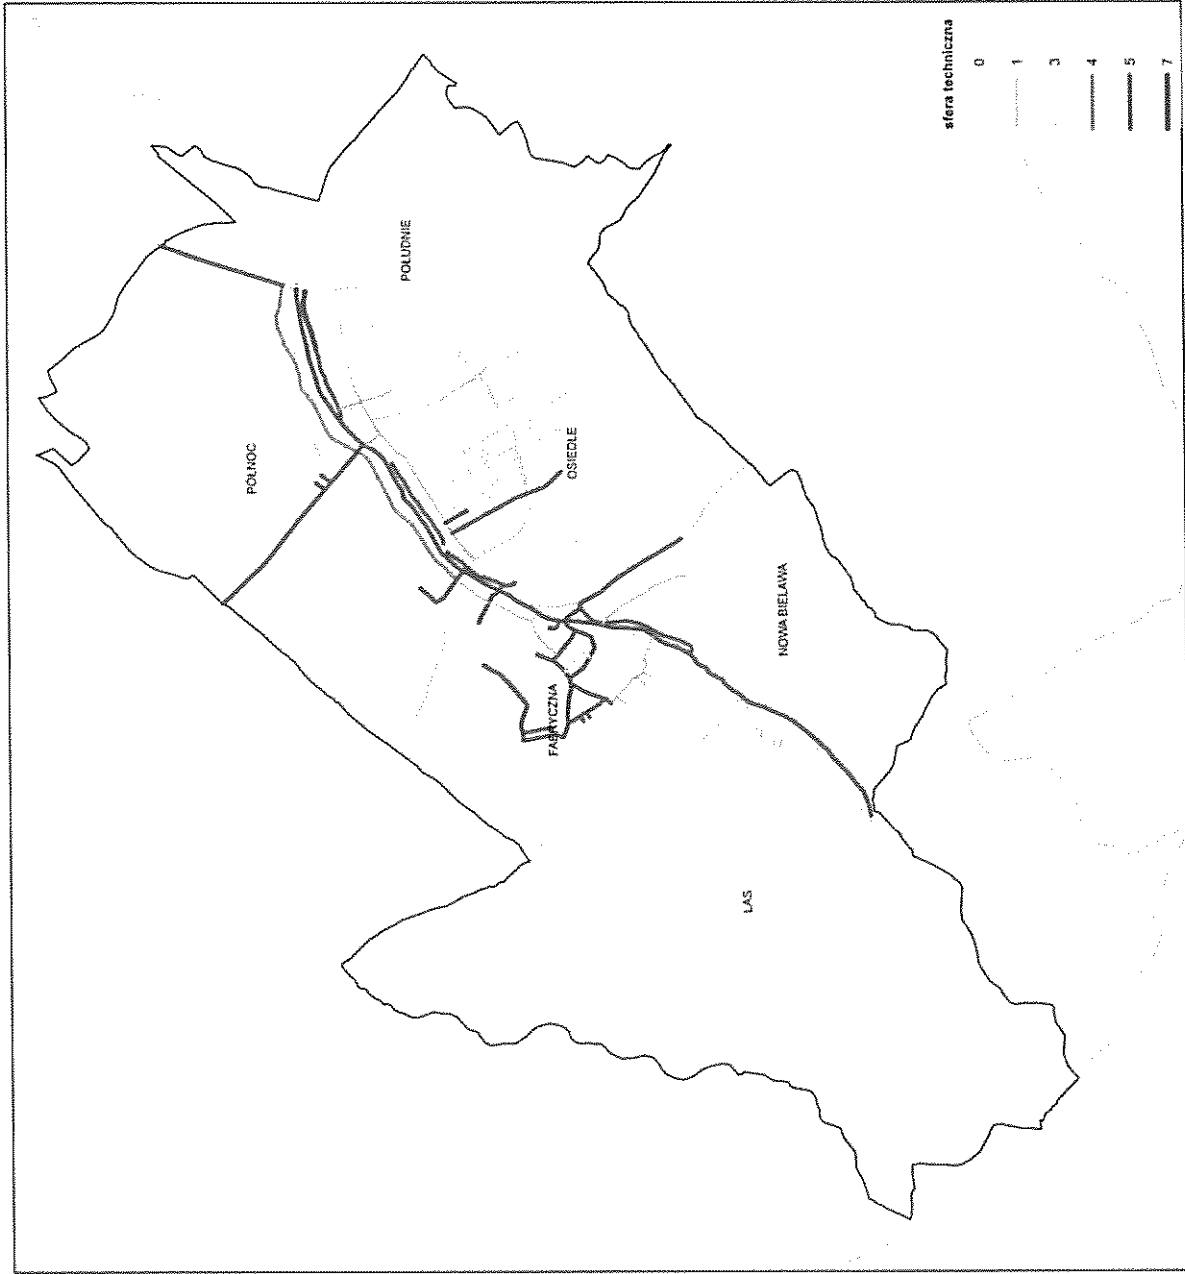 PÓŁNOC
POŁUDNIE
OSIEDLE
FABRYCZNA
NOWA BIELAWA
LAS
sfera techniczna
0
1
3
4
5
7